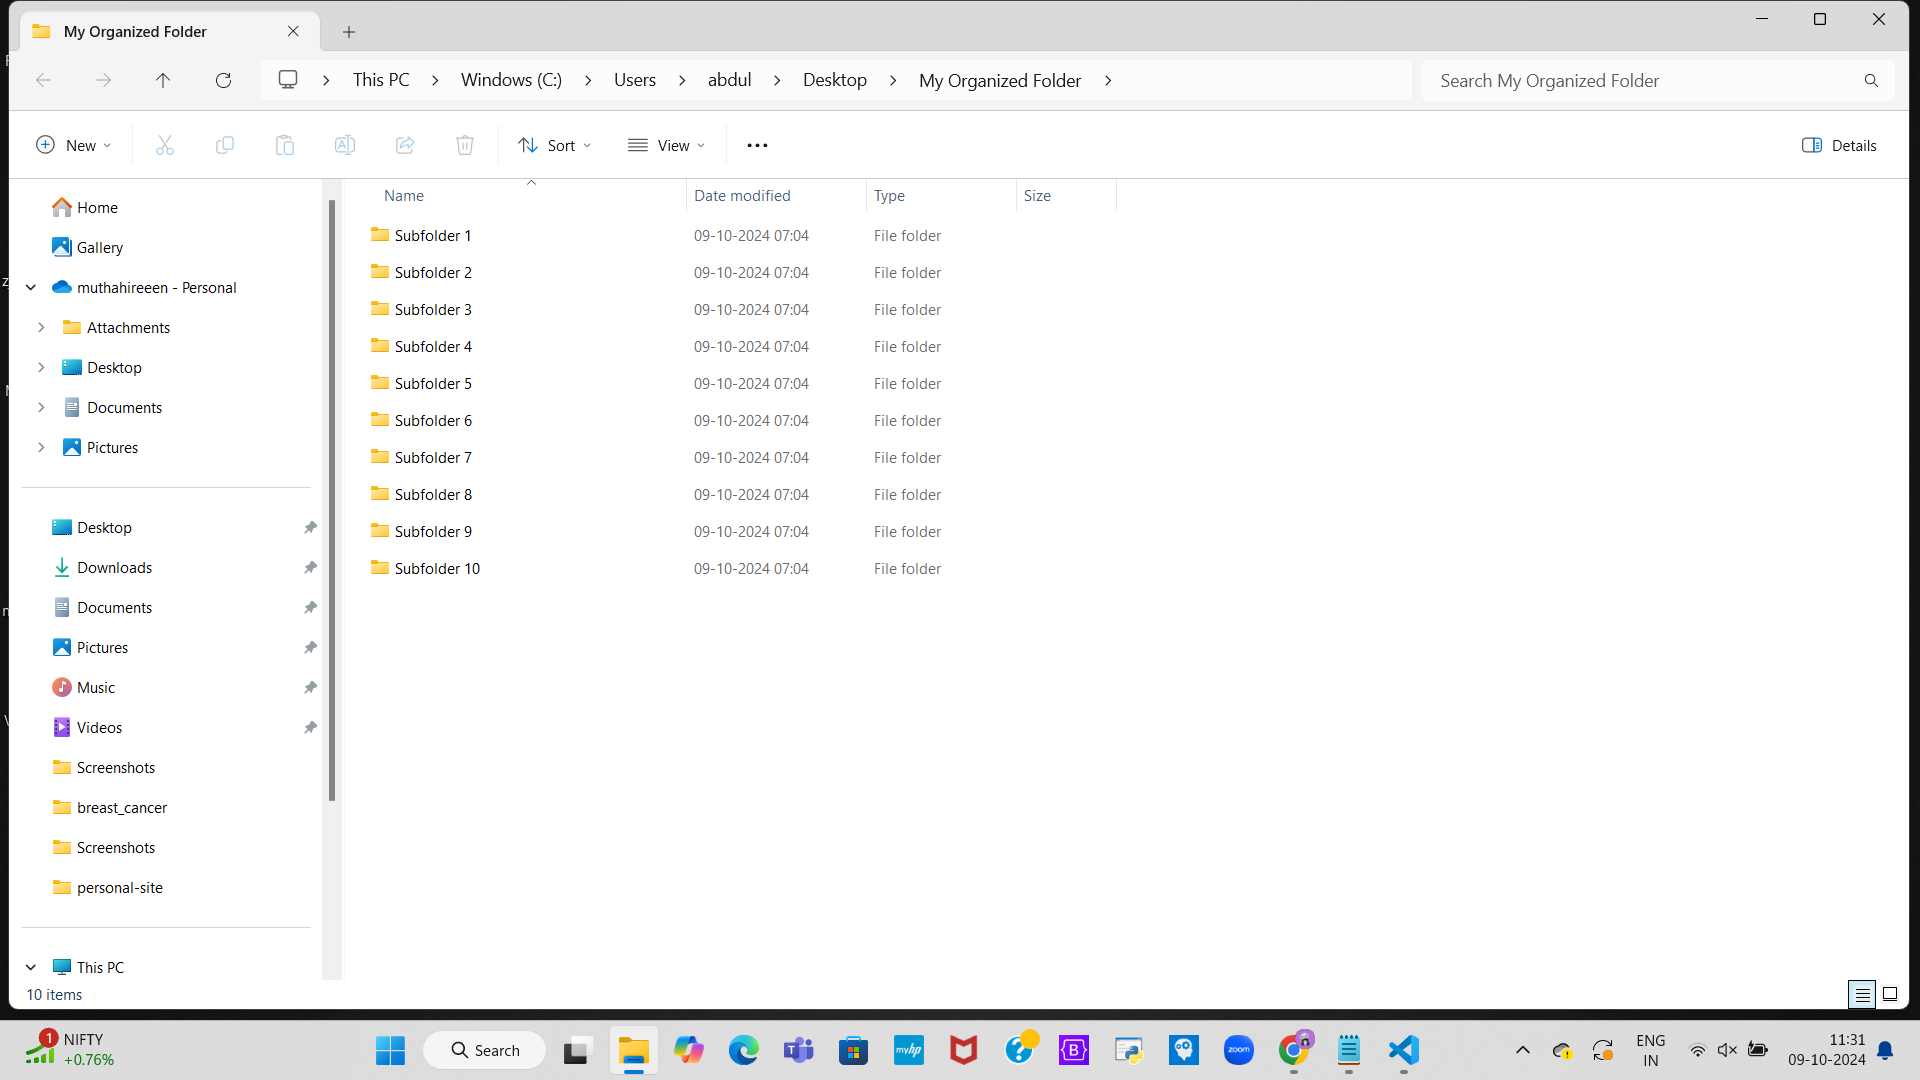 My Organized Folder
This PC > Windows (C:) > Users > abdul > Desktop > My Organized Folder >
Search My Organized Folder
New
Sort
View
Details
Home
Gallery
muthahireeen - Personal
Attachments
Desktop
Documents
Pictures
Desktop
Downloads
Documents
Pictures
Music
Videos
Screenshots
breast_cancer
Screenshots
personal-site
This PC
Name Date modified Type Size
Subfolder 1 09-10-2024 07:04 File folder
Subfolder 2 09-10-2024 07:04 File folder
Subfolder 3 09-10-2024 07:04 File folder
Subfolder 4 09-10-2024 07:04 File folder
Subfolder 5 09-10-2024 07:04 File folder
Subfolder 6 09-10-2024 07:04 File folder
Subfolder 7 09-10-2024 07:04 File folder
Subfolder 8 09-10-2024 07:04 File folder
Subfolder 9 09-10-2024 07:04 File folder
Subfolder 10 09-10-2024 07:04 File folder
10 items
1
NIFTY
+0.76%
Search
myhp
zoom
ENG
IN
11:31
09-10-2024